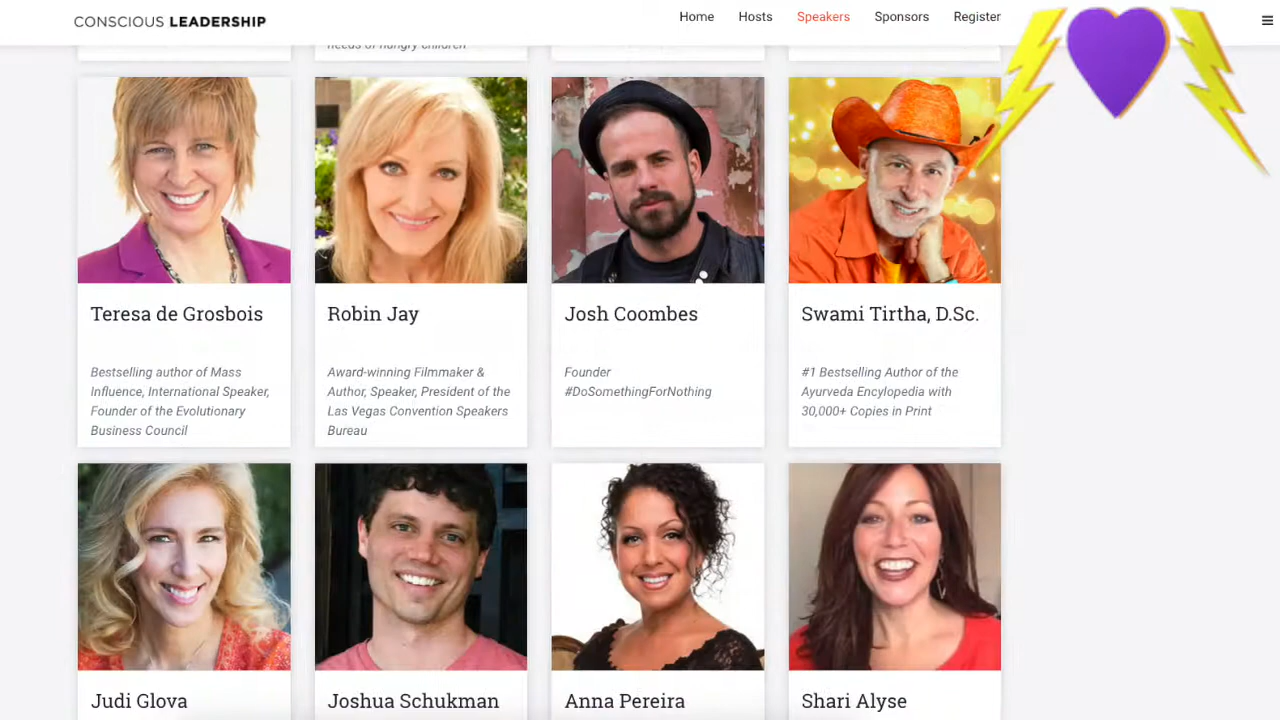 CONSCIOUS LEADERSHIP
Home Hosts Speakers Sponsors Register
needs of hungry children
Teresa de Grosbois
Bestselling author of Mass
Influence, International Speaker,
Founder of the Evolutionary
Business Council
Robin Jay
Award-winning Filmmaker &
Author, Speaker, President of the
Las Vegas Convention Speakers
Bureau
Josh Coombes
Founder
#DoSomethingForNothing
Swami Tirtha, D.Sc.
#1 Bestselling Author of the
Ayurveda Encylopedia with
30,000+ Copies in Print
Judi Glova
Joshua Schukman
Anna Pereira
Shari Alyse